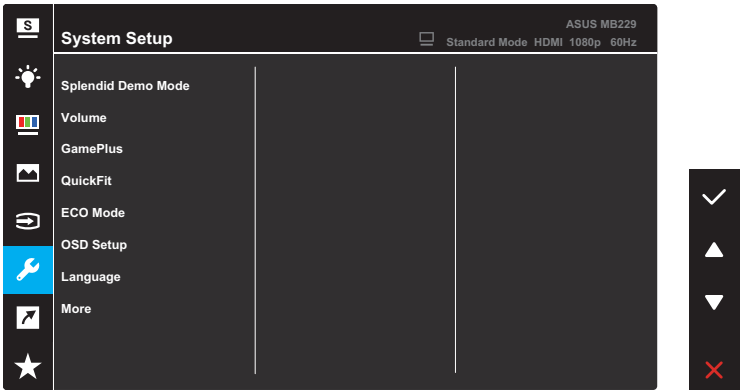 S
ASUS MB229
System Setup
Standard Mode HDMI 1080p 60Hz
Splendid Demo Mode
Volume
GamePlus
QuickFit
ECO Mode
OSD Setup
Language
More